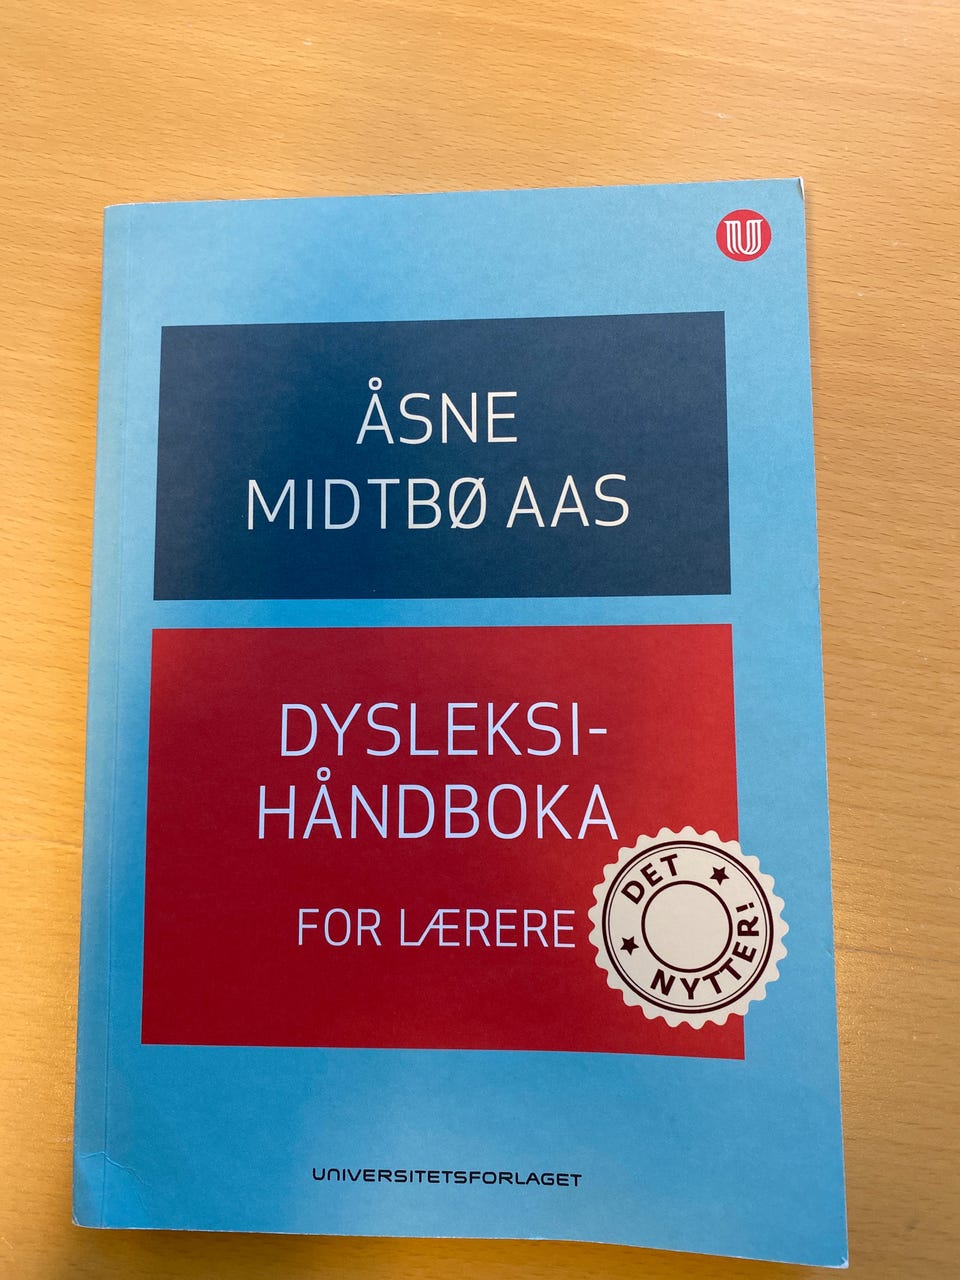 U
ÅSNE
MIDTBØ AAS
DYSLEKSI-
HÅNDBOKA
FOR LÆRERE
DET
NYTTER!
UNIVERSITETSFORLAGET